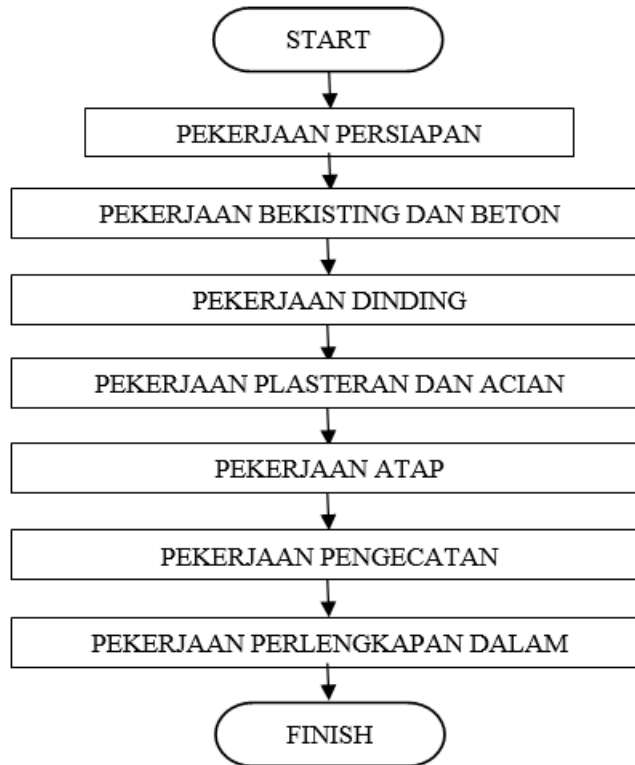 START
PEKERJAAN PERSIAPAN
PEKERJAAN BEKISTING DAN BETON
PEKERJAAN DINDING
PEKERJAAN PLASTERAN DAN ACIAN
PEKERJAAN ATAP
PEKERJAAN PENGECATAN
PEKERJAAN PERLENGKAPAN DALAM
FINISH